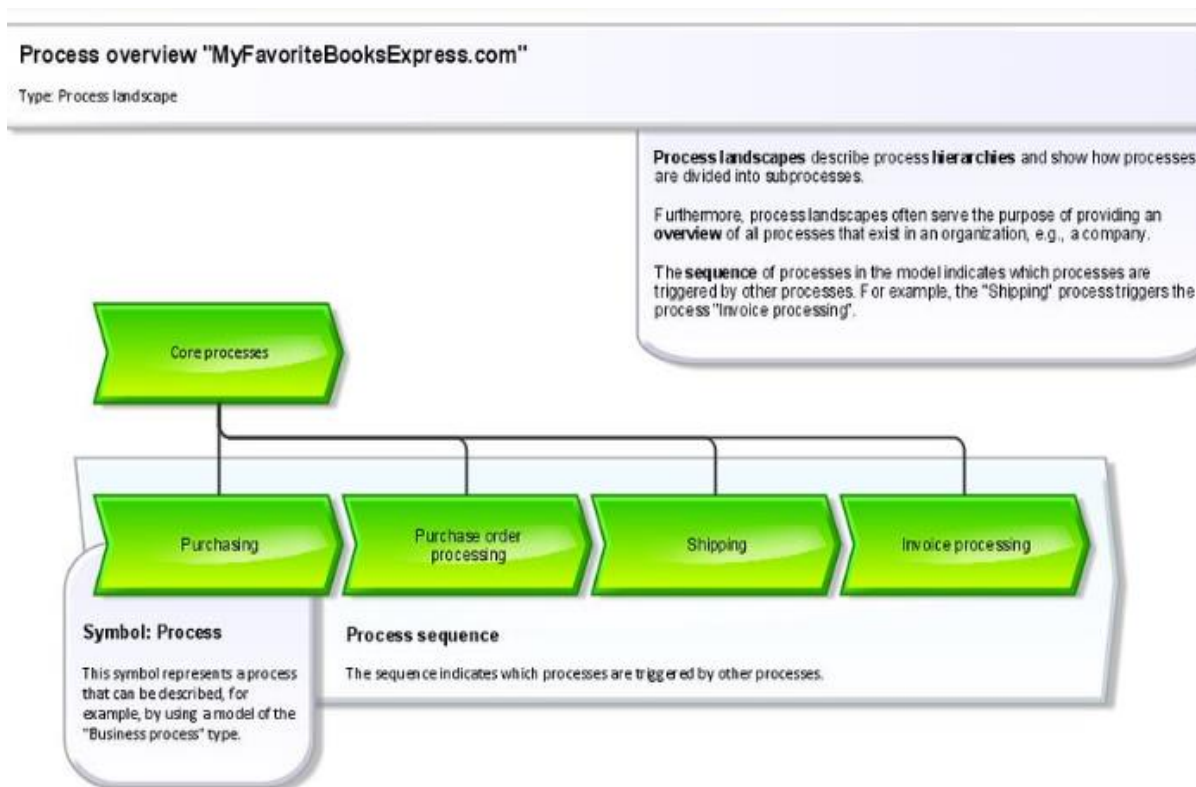 Process overview "MyFavoriteBooksExpress.com"
Type: Process landscape
Process landscapes describe process hierarchies and show how processes
are divided into subprocesses.
Furthermore, process landscapes often serve the purpose of providing an
overview of all processes that exist in an organization, e.g., a company.
The sequence of processes in the model indicates which processes are
triggered by other processes. For example, the "Shipping" process triggers the
process "Invoice processing".
Core processes
Purchasing
Purchase order
processing
Shipping
Invoice processing
Symbol: Process
This symbol represents a process
that can be described, for
example, by using a model of the
"Business process" type.
Process sequence
The sequence indicates which processes are triggered by other processes.